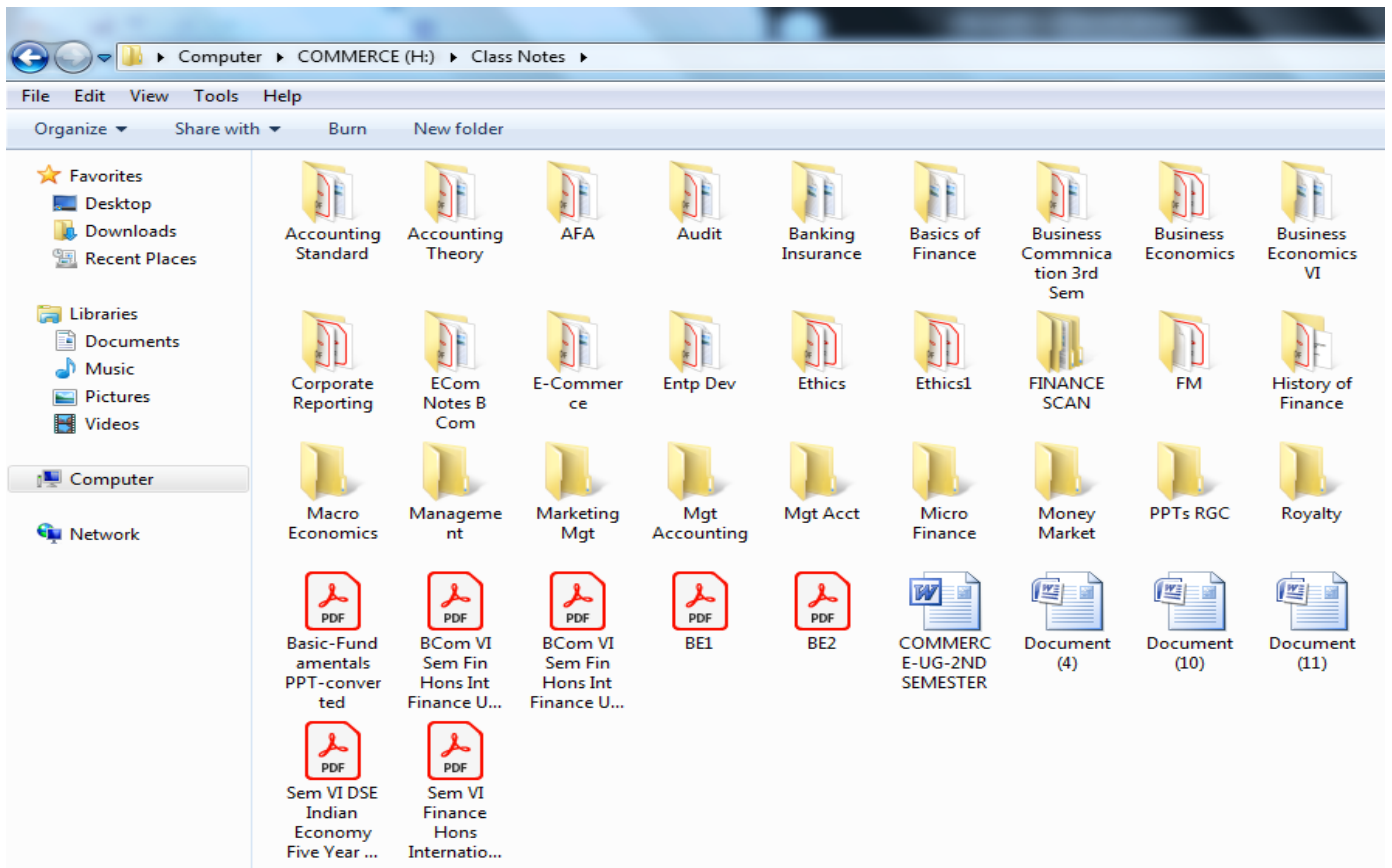 Computer ▸ COMMERCE (H:) ▸ Class Notes ▸
File Edit View Tools Help
Organize Share with Burn New folder
Favorites
Desktop
Downloads
Recent Places
Libraries
Documents
Music
Pictures
Videos
Computer
Network
Accounting
Standard
Accounting
Theory
AFA
Audit
Banking
Insurance
Basics of
Finance
Business
Commnica
tion 3rd
Sem
Business
Economics
Business
Economics
VI
Corporate
Reporting
ECom
Notes B
Com
E-Commer
ce
Entp Dev
Ethics
Ethics1
FINANCE
SCAN
FM
History of
Finance
Macro
Economics
Manageme
nt
Marketing
Mgt
Mgt
Accounting
Mgt Acct
Micro
Finance
Money
Market
PPTs RGC
Royalty
PDF
Basic-Fund
amentals
PPT-conver
ted
PDF
BCom VI
Sem Fin
Hons Int
Finance U...
PDF
BCom VI
Sem Fin
Hons Int
Finance U...
PDF
BE1
PDF
BE2
W
COMMERC
E-UG-2ND
SEMESTER
W
Document
(4)
W
Document
(10)
W
Document
(11)
PDF
Sem VI DSE
Indian
Economy
Five Year ...
PDF
Sem VI
Finance
Hons
Internatio...